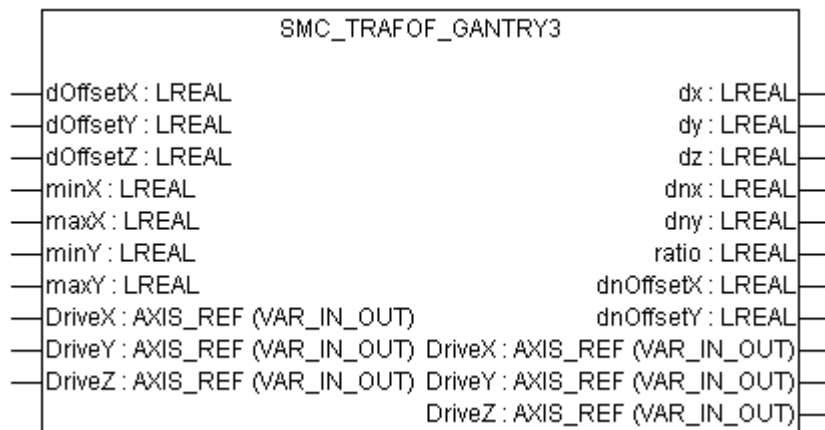 SMC_TRAFOF_GANTRY3
dOffsetX : LREAL dx : LREAL
dOffsetY : LREAL dy : LREAL
dOffsetZ : LREAL dz : LREAL
minX : LREAL dnx : LREAL
maxX : LREAL dny : LREAL
minY : LREAL ratio : LREAL
maxY : LREAL dnOffsetX : LREAL
DriveX : AXIS_REF (VAR_IN_OUT) dnOffsetY : LREAL
DriveY : AXIS_REF (VAR_IN_OUT) DriveX : AXIS_REF (VAR_IN_OUT)
DriveZ : AXIS_REF (VAR_IN_OUT) DriveY : AXIS_REF (VAR_IN_OUT)
DriveZ : AXIS_REF (VAR_IN_OUT)